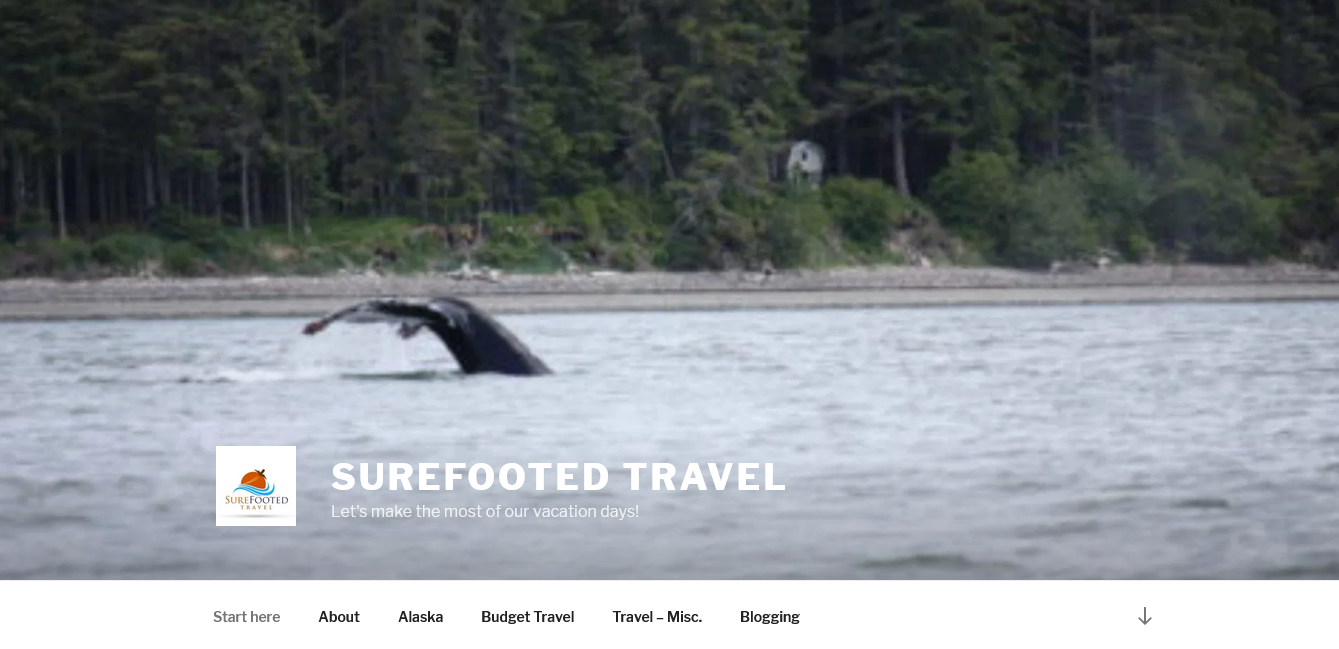 SUREFOOTED
TRAVEL
SUREFOOTED TRAVEL
Let's make the most of our vacation days!
Start here About Alaska Budget Travel Travel – Misc. Blogging